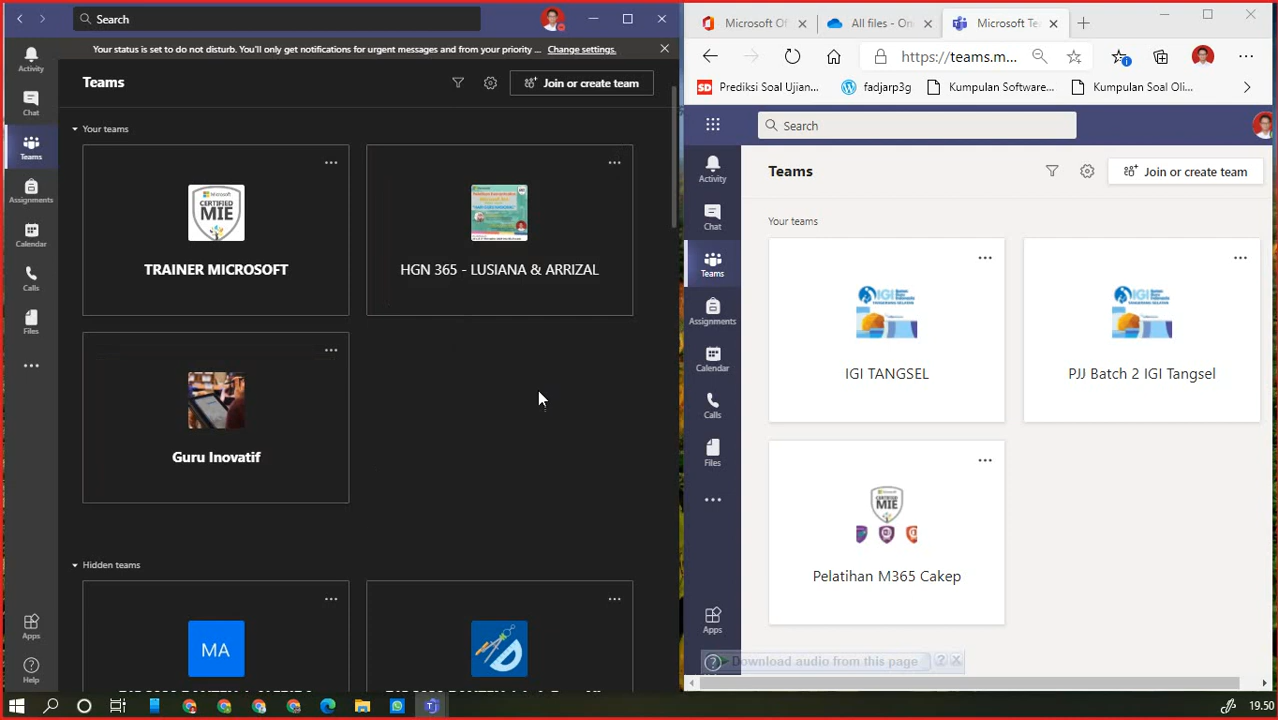 Search
Your status is set to do not disturb. You'll only get notifications for urgent messages and from your priority ... Change settings.
Activity
Chat
Teams
Assignments
Calendar
Calls
Files
Apps
Help
Teams
Join or create team
Your teams
Microsoft
CERTIFIED
MIE
TRAINER MICROSOFT
HGN 365 - LUSIANA & ARRIZAL
Guru Inovatif
Hidden teams
MA
Microsoft Of
All files - On
Microsoft Te
https://teams.m...
SD
Prediksi Soal Ujian...
fadjarp3g
Kumpulan Software...
Kumpulan Soal Oli...
Search
Activity
Chat
Teams
Assignments
Calendar
Calls
Files
Apps
Teams
Join or create team
Your teams
IGI
IGI TANGSEL
IGI
PJJ Batch 2 IGI Tangsel
CERTIFIED
MIE
Pelatihan M365 Cakep
Download audio from this page
19.50